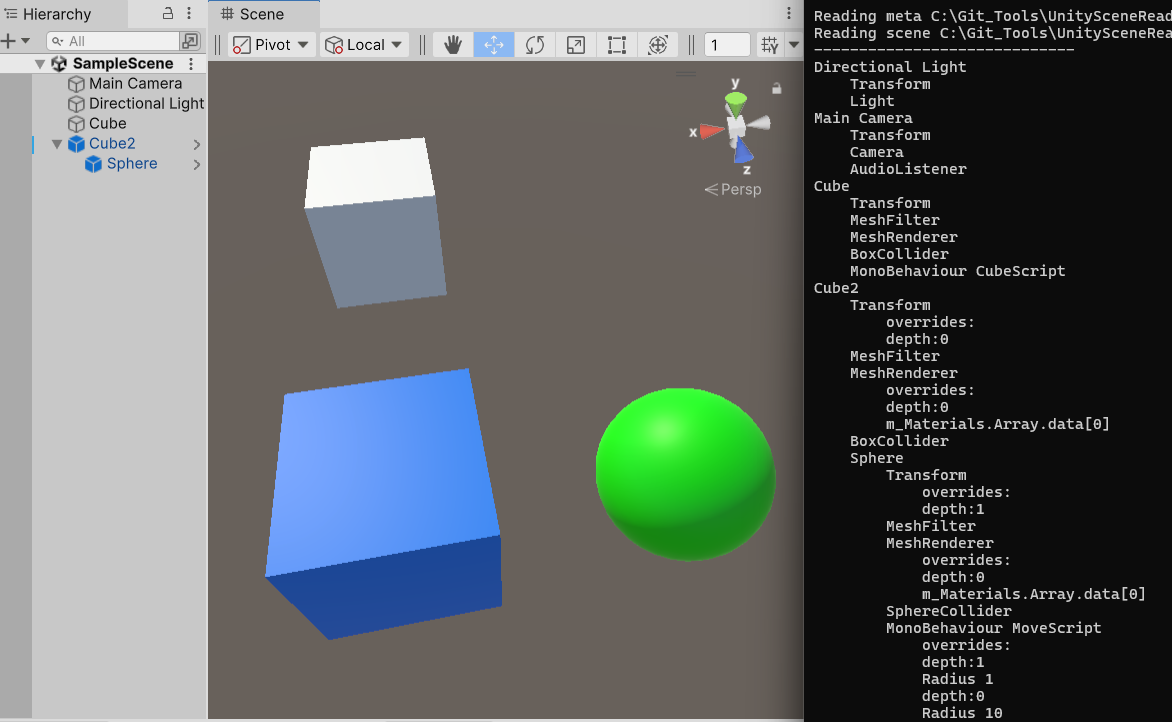 Hierarchy
All
SampleScene
Main Camera
Directional Light
Cube
Cube2
Sphere
Scene
Pivot
Local
1
Y
y
x
z
Persp
Reading meta C:\Git_Tools\UnitySceneRead
Reading scene C:\Git_Tools\UnitySceneRea
-----------------------------
Directional Light
Transform
Light
Main Camera
Transform
Camera
AudioListener
Cube
Transform
MeshFilter
MeshRenderer
BoxCollider
MonoBehaviour CubeScript
Cube2
Transform
overrides:
depth:0
MeshFilter
MeshRenderer
overrides:
depth:0
m_Materials.Array.data[0]
BoxCollider
Sphere
Transform
overrides:
depth:1
MeshFilter
MeshRenderer
overrides:
depth:0
m_Materials.Array.data[0]
SphereCollider
MonoBehaviour MoveScript
overrides:
depth:1
Radius 1
depth:0
Radius 10